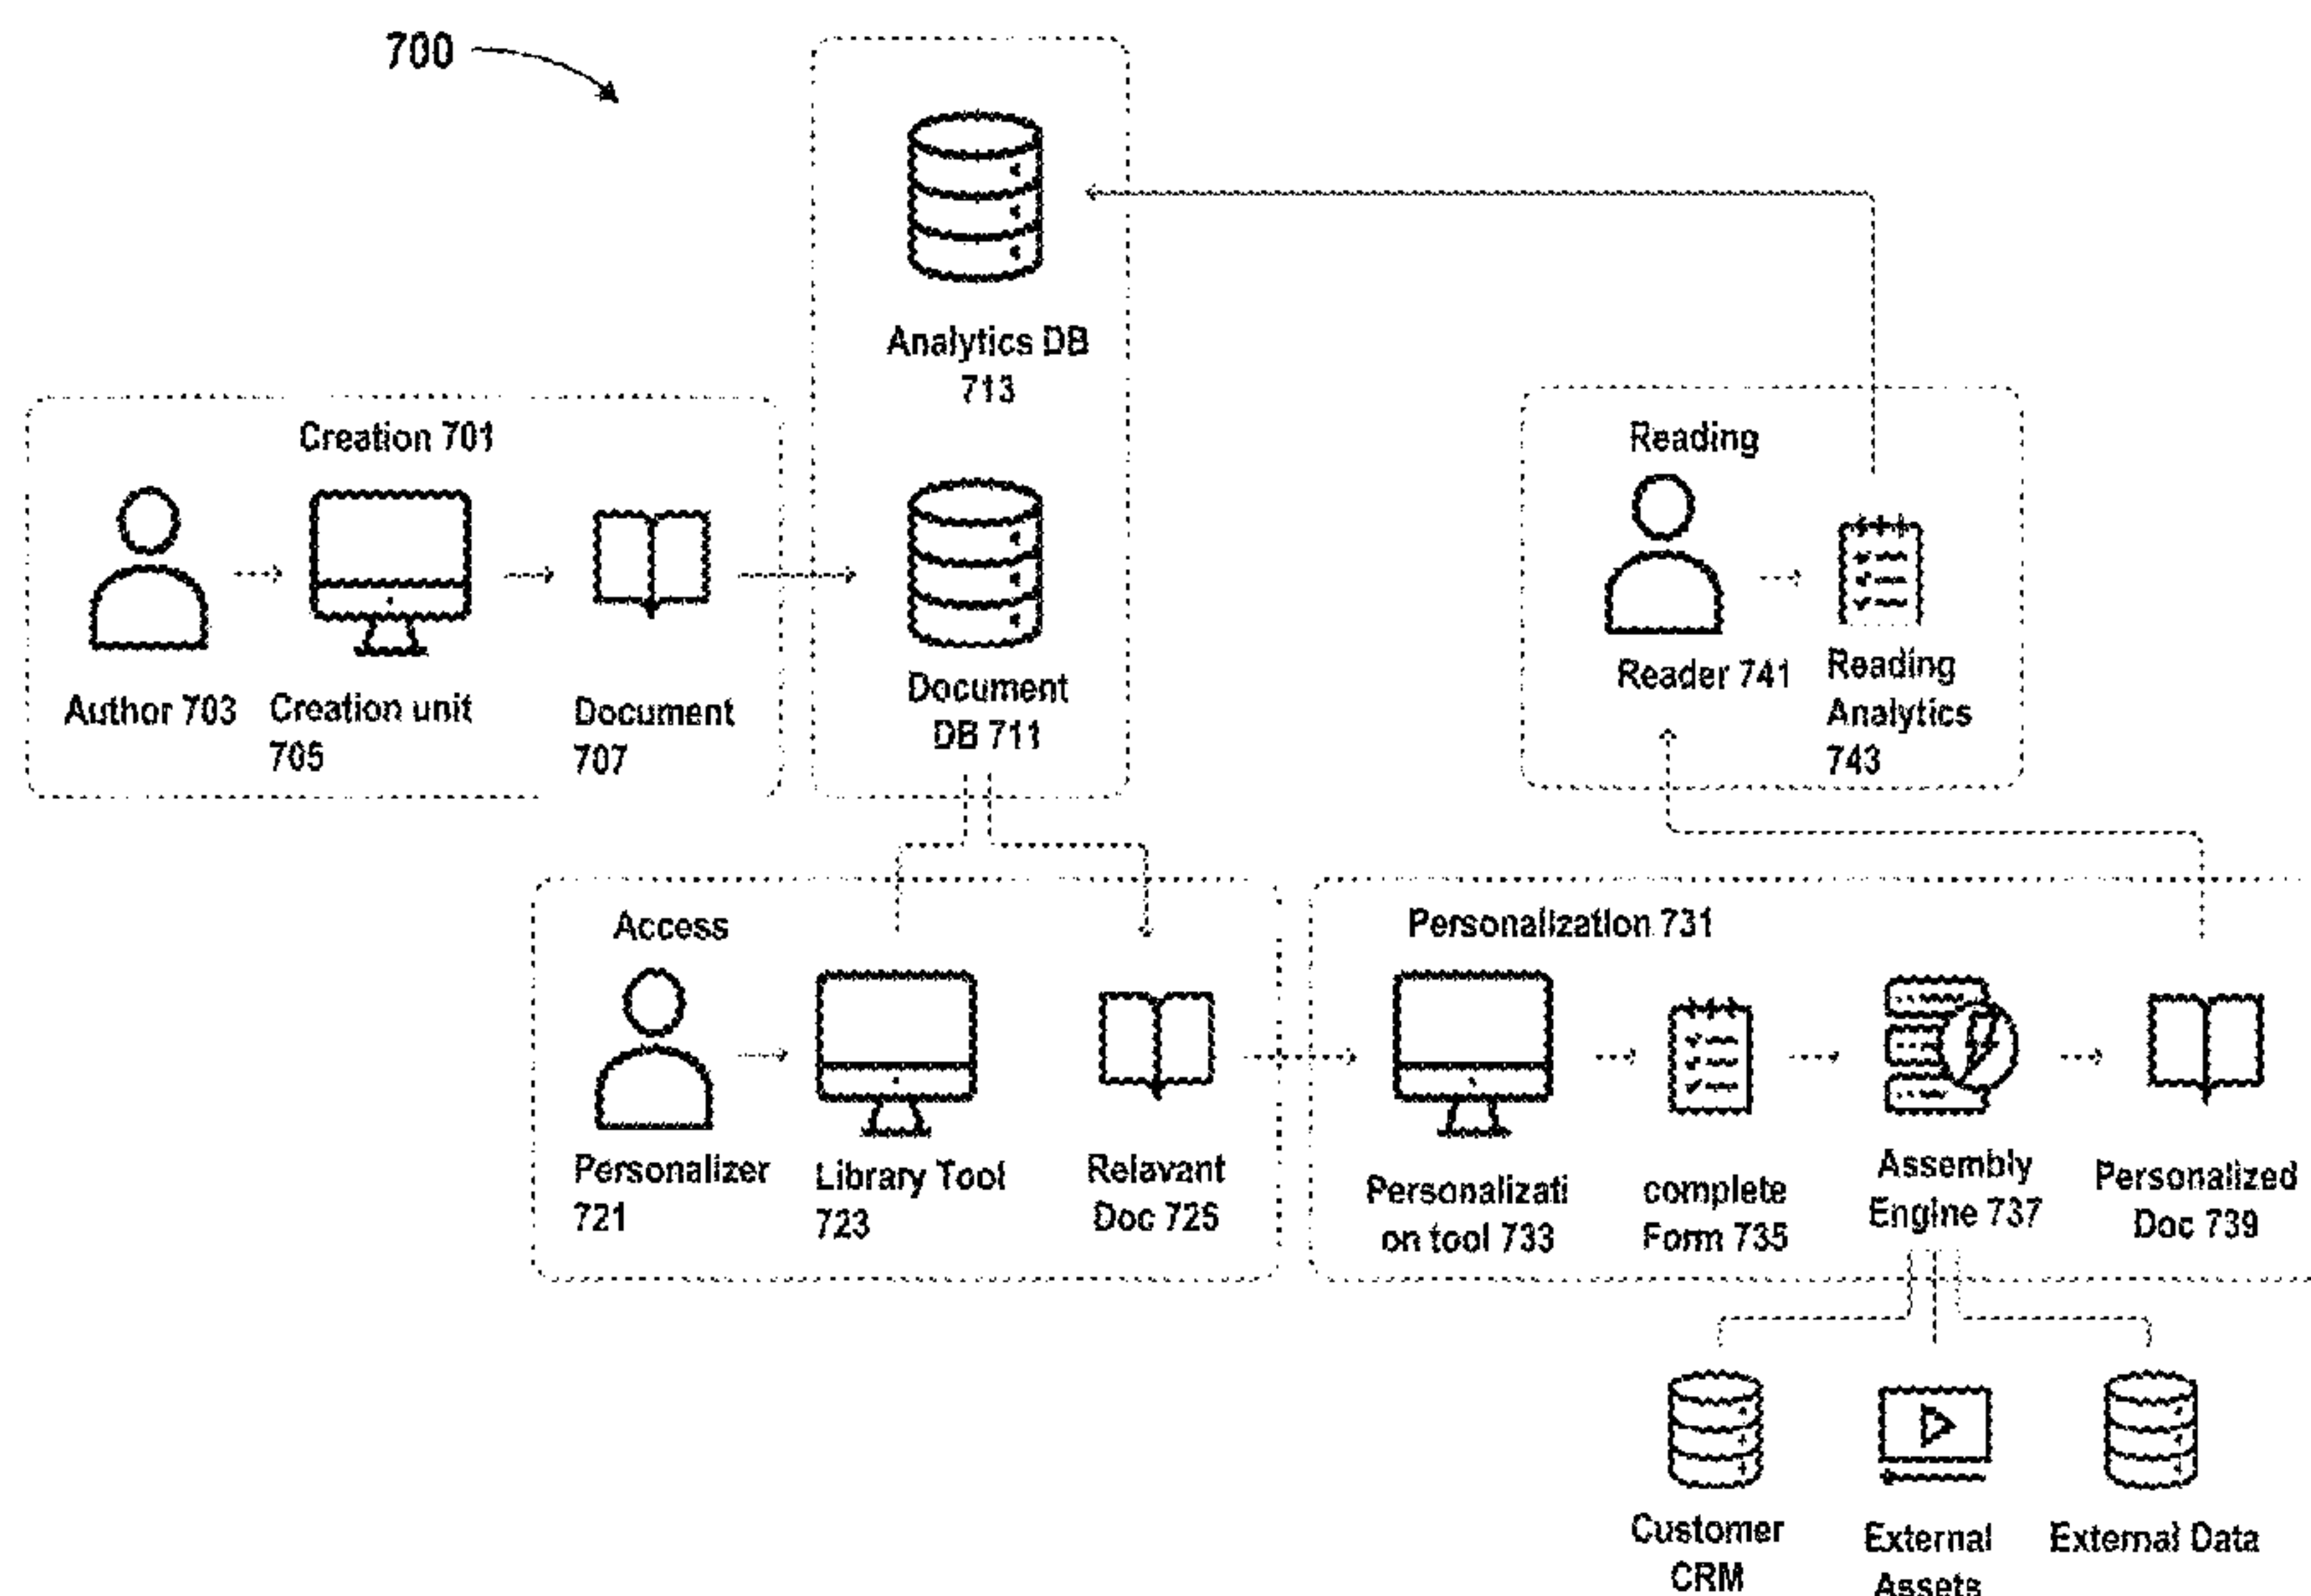 700
Analytics DB
713
Creation 701
Author 703
Creation unit
705
Document
707
Document
DB 711
Reading
Reader 741
Reading
Analytics
743
Access
Personalizer
721
Library Tool
723
Relavant
Doc 725
Personalization 731
Personalizati
on tool 733
complete
Form 735
Assembly
Engine 737
Personalized
Doc 739
Customer
CRM
External
Assets
External Data